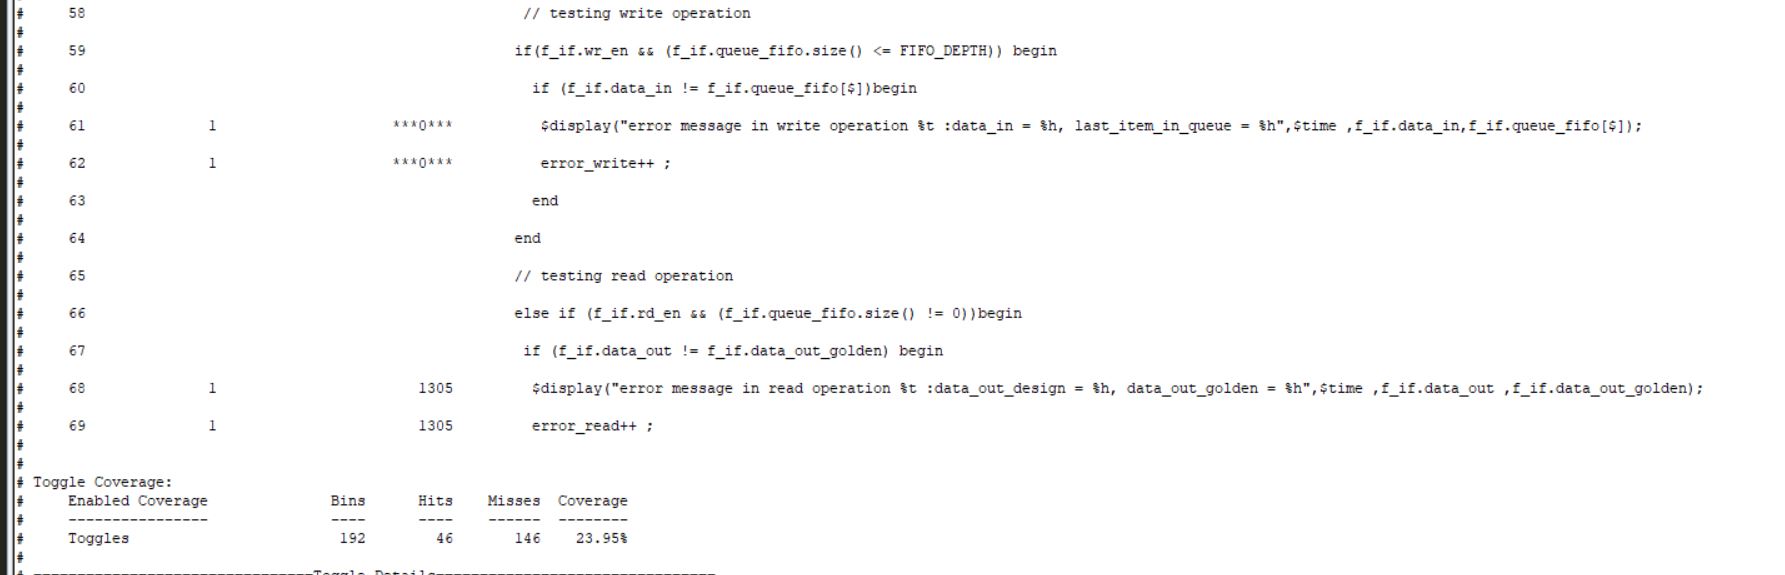 # 58 // testing write operation
#
# 59 if(f_if.wr_en && (f_if.queue_fifo.size() <= FIFO_DEPTH)) begin
#
# 60 if (f_if.data_in != f_if.queue_fifo[$])begin
#
# 61 1 ***0*** $display("error message in write operation %t :data_in = %h, last_item_in_queue = %h",$time ,f_if.data_in,f_if.queue_fifo[$]);
#
# 62 1 ***0*** error_write++ ;
#
# 63 end
#
# 64 end
#
# 65 // testing read operation
#
# 66 else if (f_if.rd_en && (f_if.queue_fifo.size() != 0))begin
#
# 67 if (f_if.data_out != f_if.data_out_golden) begin
#
# 68 1 1305 $display("error message in read operation %t :data_out_design = %h, data_out_golden = %h",$time ,f_if.data_out ,f_if.data_out_golden);
#
# 69 1 1305 error_read++ ;
#
#
# Toggle Coverage:
# Enabled Coverage Bins Hits Misses Coverage
# ---------------- ---- ---- ------ --------
# Toggles 192 46 146 23.95%
#
# ================================Toggle Details================================